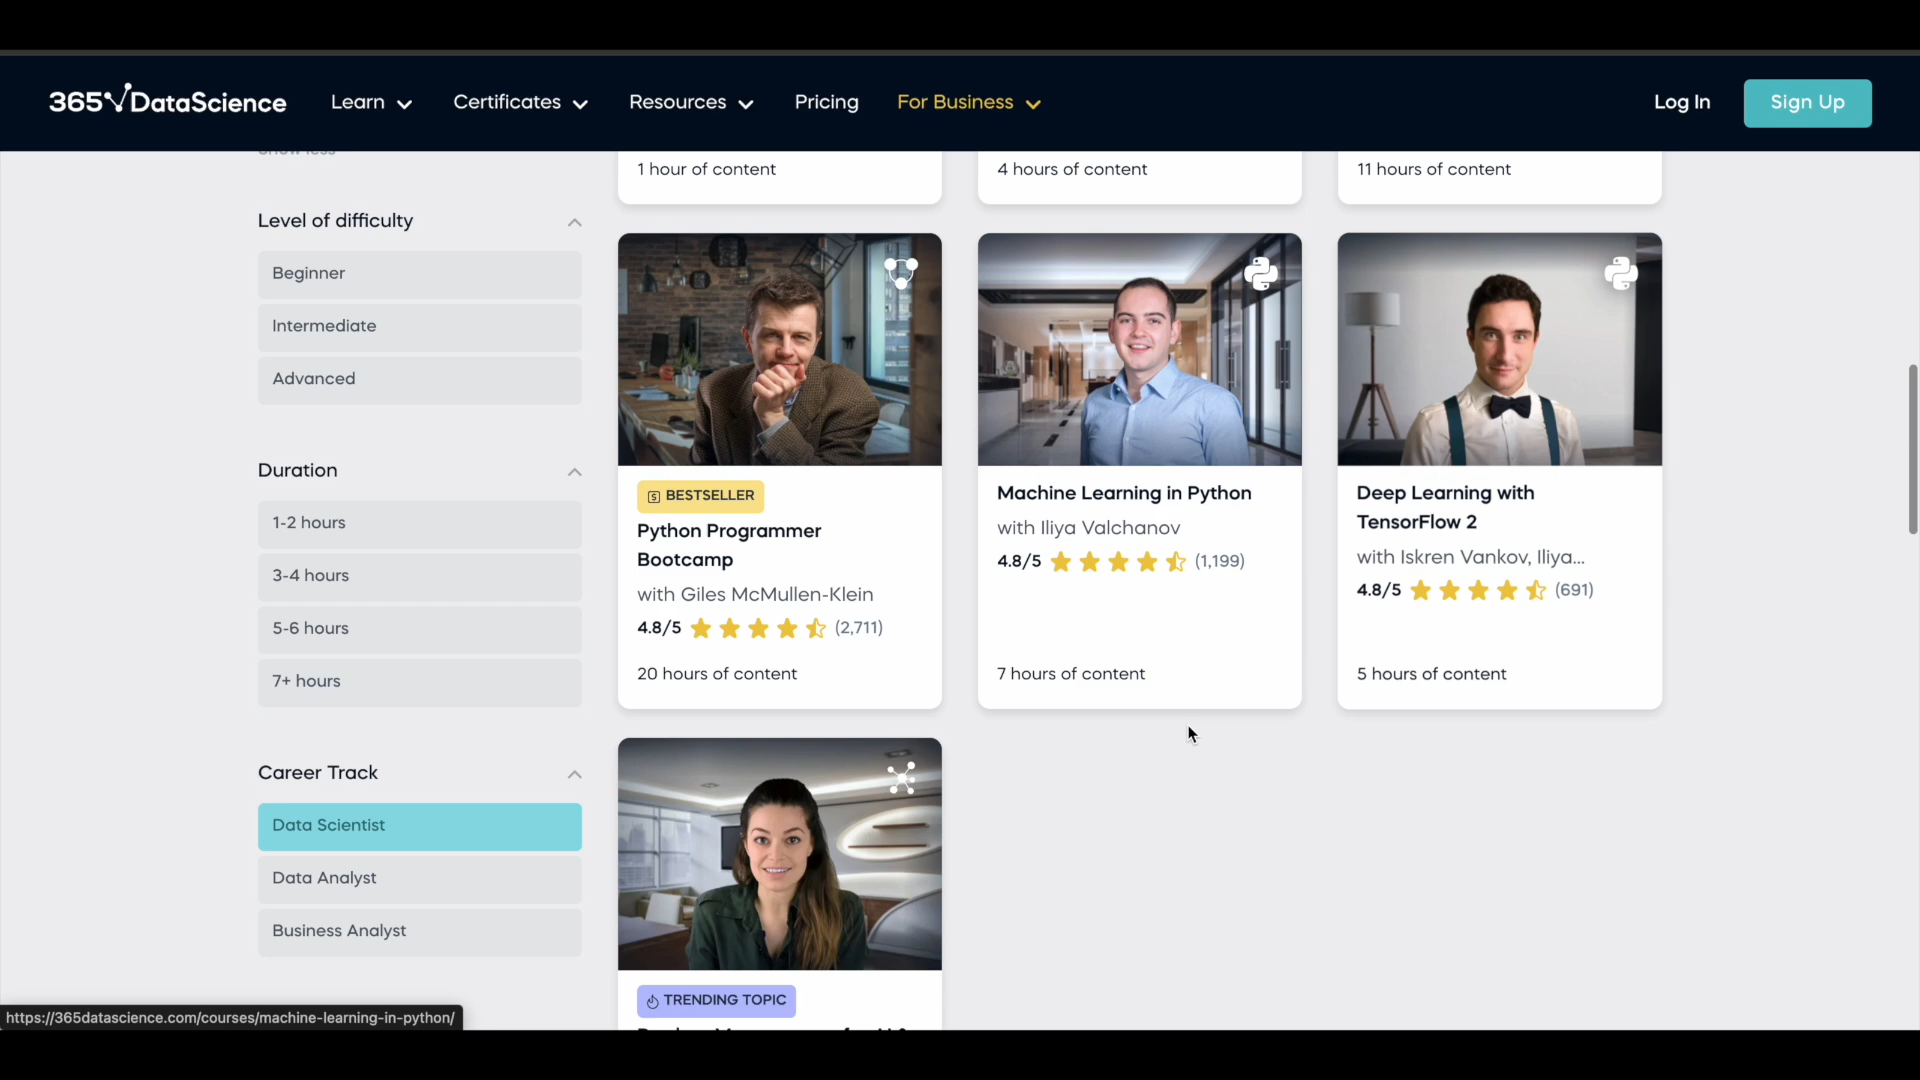 365 DataScience
Learn
Certificates
Resources
Pricing
For Business
Log In
Sign Up
Show less
1 hour of content
4 hours of content
11 hours of content
Level of difficulty
Beginner
Intermediate
Advanced
Duration
1-2 hours
3-4 hours
5-6 hours
7+ hours
Career Track
Data Scientist
Data Analyst
Business Analyst
BESTSELLER
Python Programmer
Bootcamp
with Giles McMullen-Klein
4.8/5 (2,711)
20 hours of content
Machine Learning in Python
with Iliya Valchanov
4.8/5 (1,199)
7 hours of content
Deep Learning with
TensorFlow 2
with Iskren Vankov, Iliya...
4.8/5 (691)
5 hours of content
TRENDING TOPIC
https://365datascience.com/courses/machine-learning-in-python/